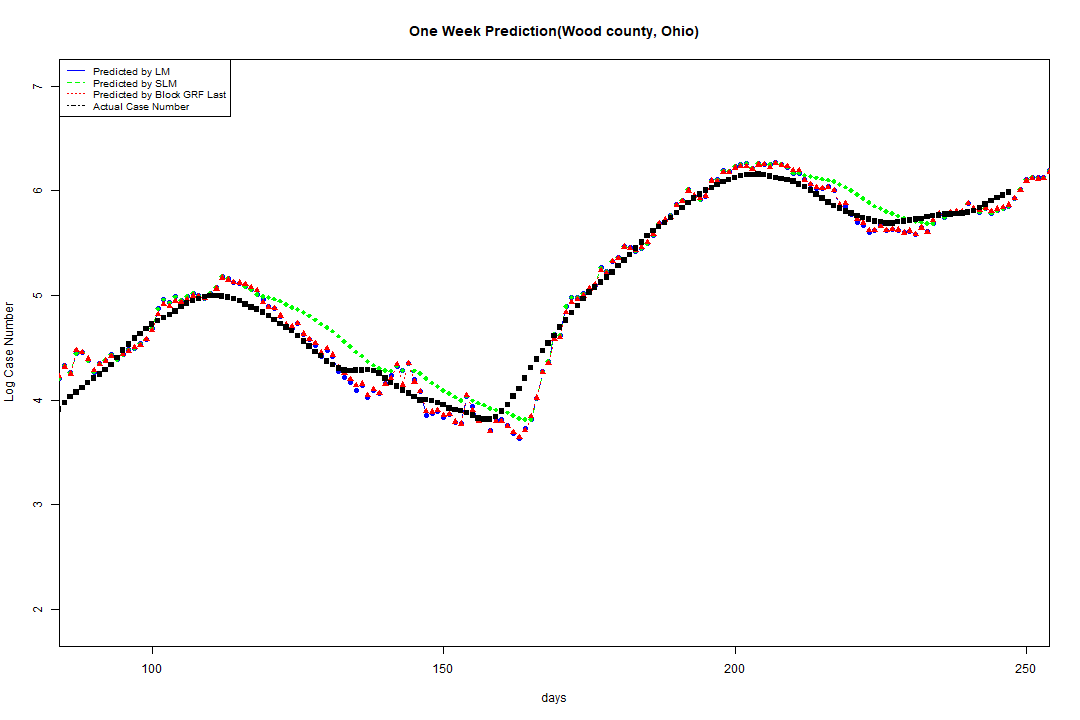 One Week Prediction(Wood county, Ohio)
Predicted by LM
Predicted by SLM
Predicted by Block GRF Last
Actual Case Number
7
6
5
4
3
2
Log Case Number
100
150
200
250
days